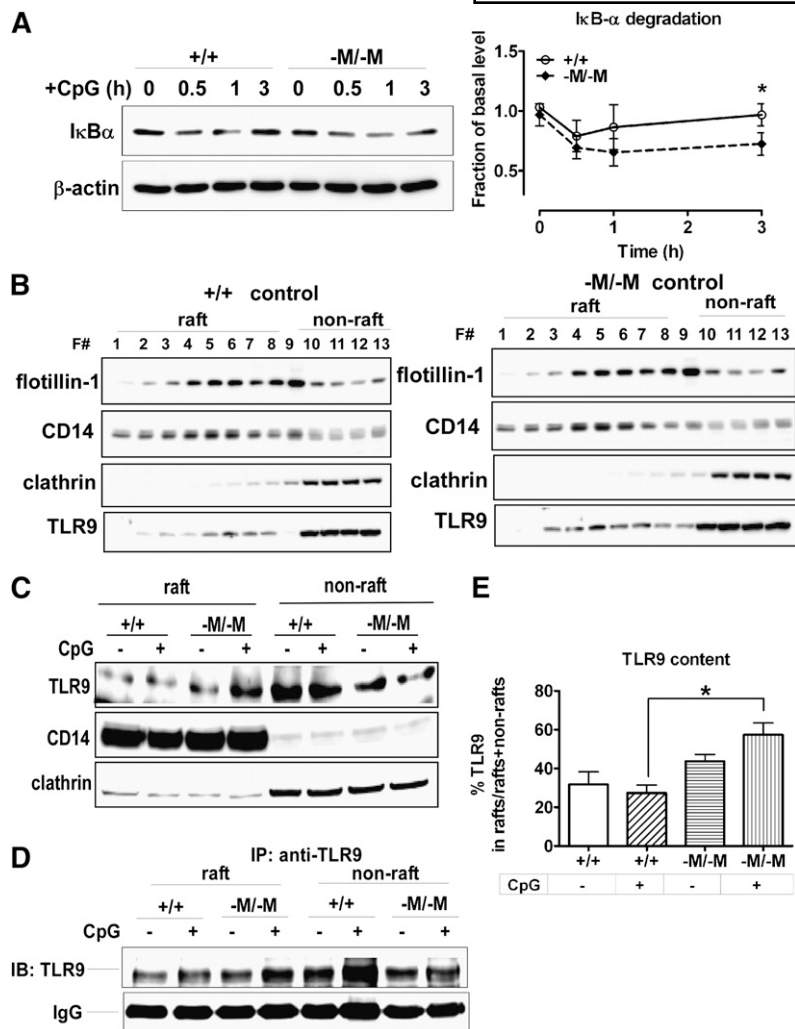 A
+/+ -M/-M
+CpG (h) 0 0.5 1 3 0 0.5 1 3
IκBα
β-actin
IκB-α degradation
Fraction of basal level
1.5
1.0
0.5
+/+
-M/-M
*
0 1 2 3
Time (h)
B
+/+ control
raft non-raft
F# 1 2 3 4 5 6 7 8 9 10 11 12 13
flotillin-1
CD14
clathrin
TLR9
-M/-M control
raft non-raft
F# 1 2 3 4 5 6 7 8 9 10 11 12 13
flotillin-1
CD14
clathrin
TLR9
C
raft non-raft
+/+ -M/-M +/+ -M/-M
CpG - + - + - + - +
TLR9
CD14
clathrin
D
IP: anti-TLR9
raft non-raft
+/+ -M/-M +/+ -M/-M
CpG - + - + - + - +
IB: TLR9
IgG
E
TLR9 content
% TLR9
in rafts/rafts+non-rafts
80
60
40
20
0
*
+/+ +/+ -M/-M -M/-M
CpG - + - +